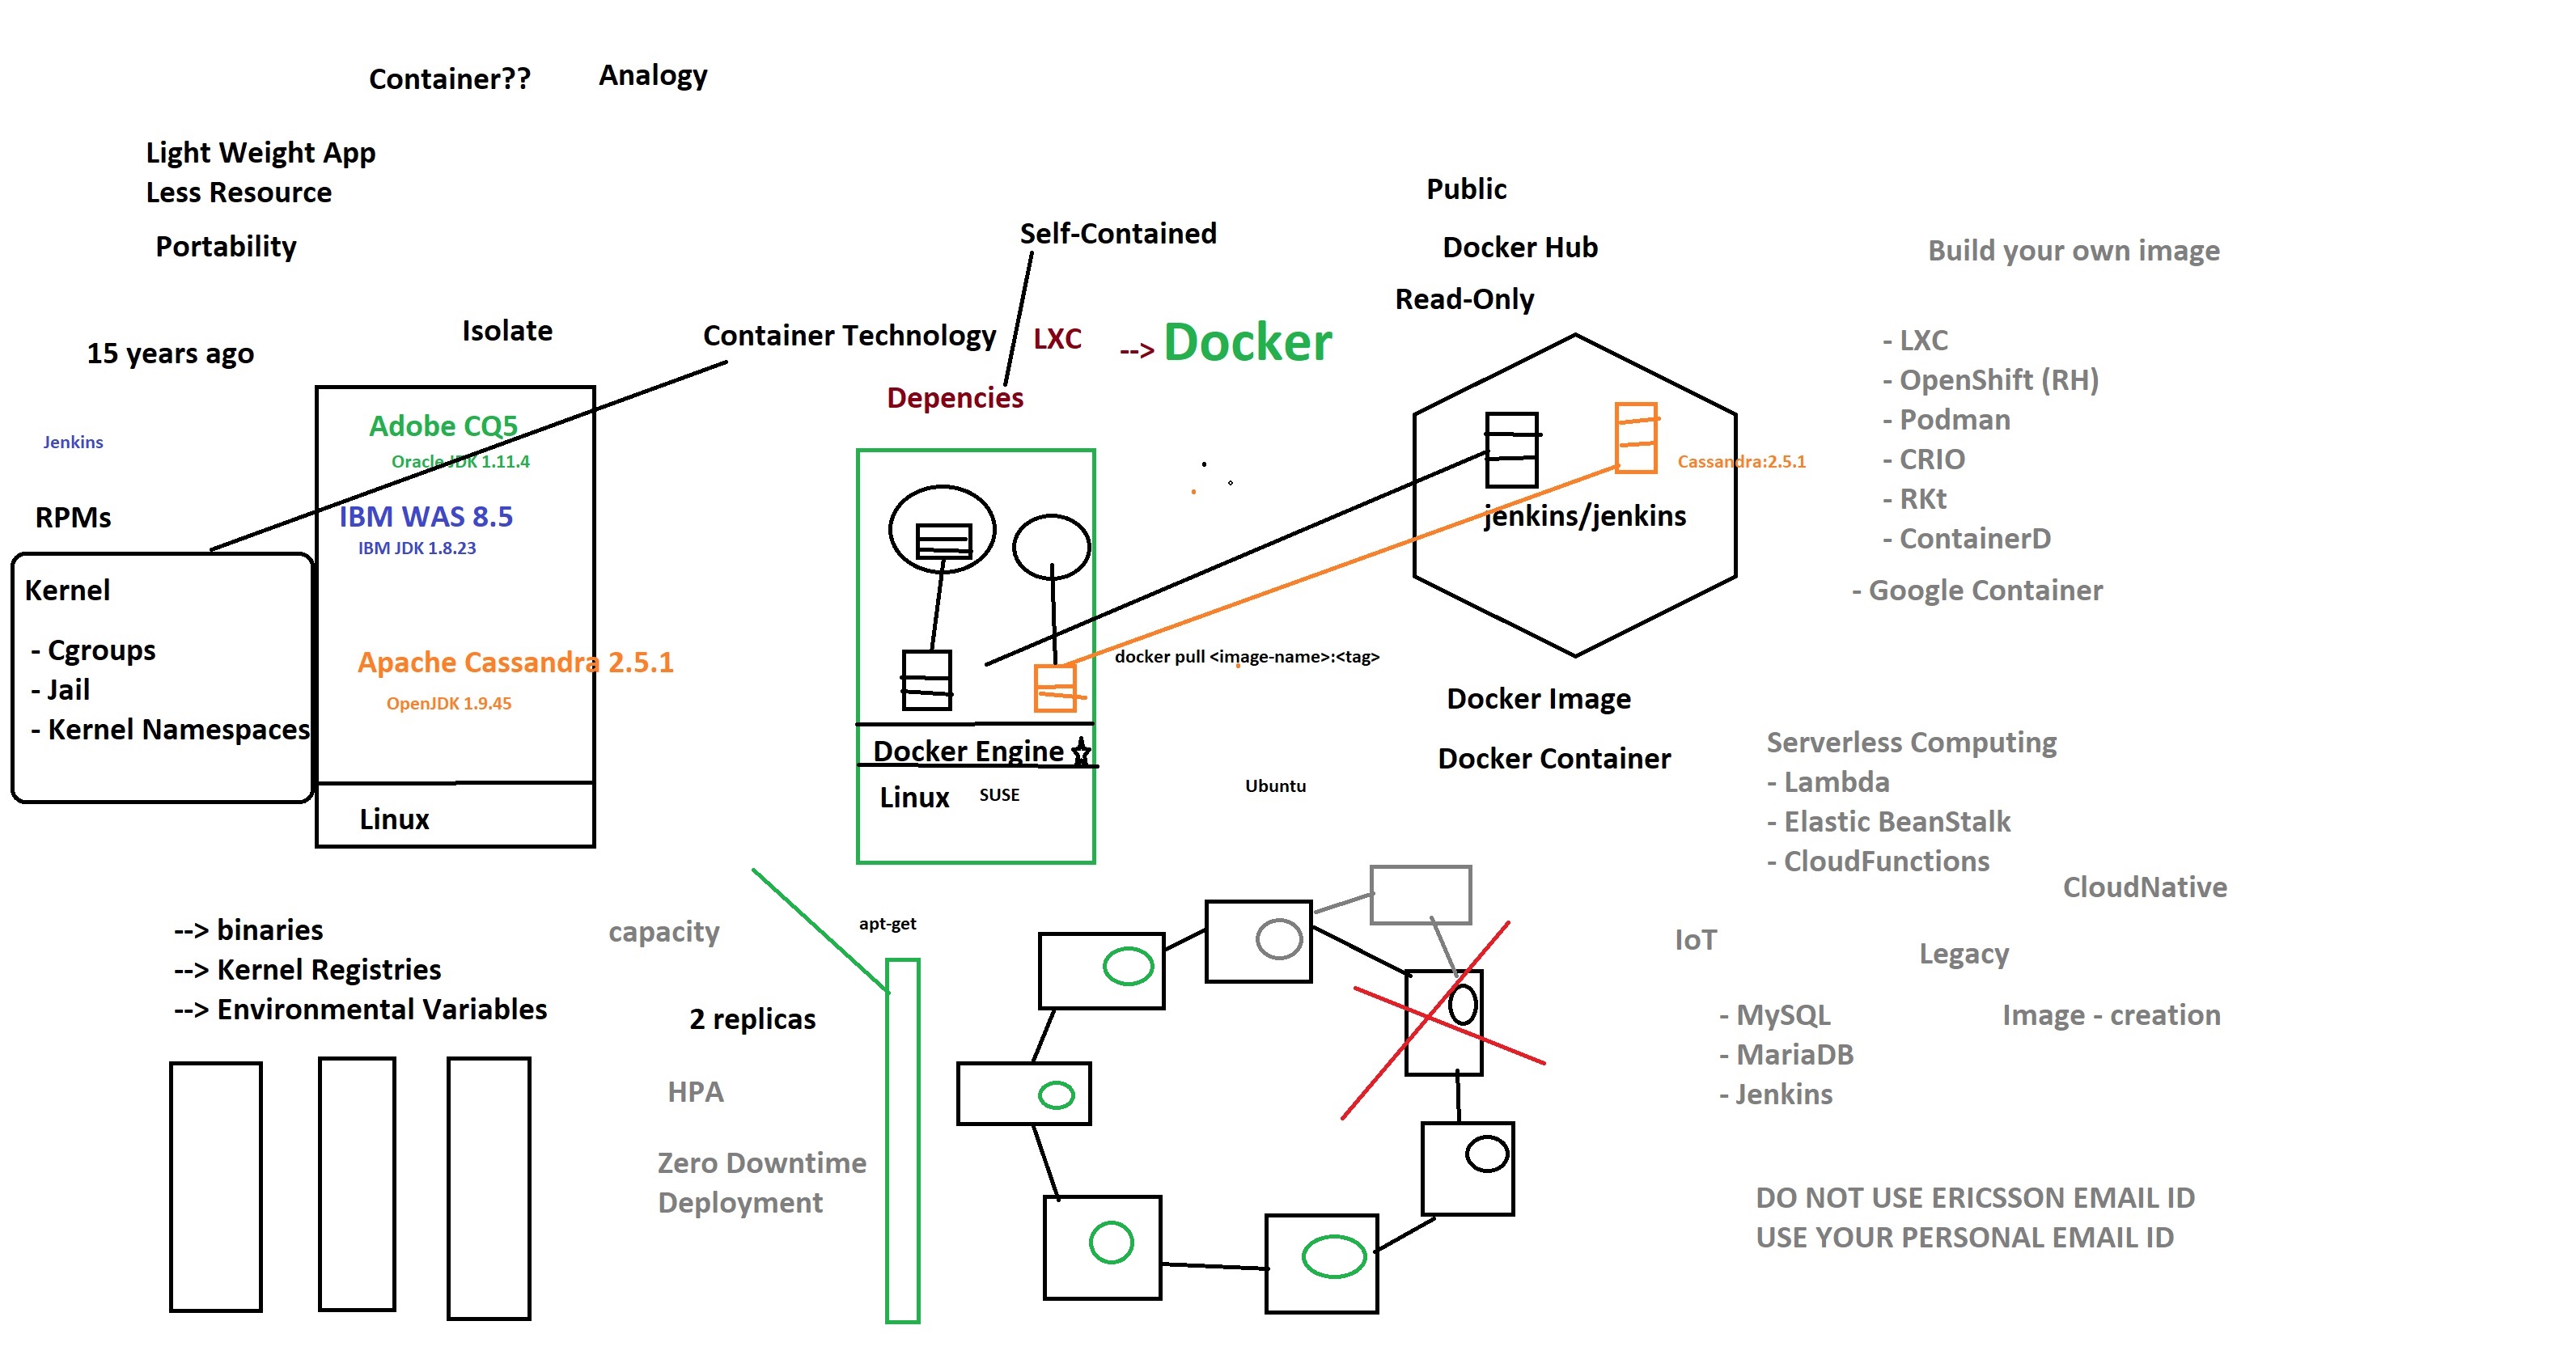 Container??
Analogy
Light Weight App
Less Resource
Portability
15 years ago
Isolate
Container Technology
LXC
--> Docker
Self-Contained
Depencies
Public
Docker Hub
Read-Only
Build your own image
- LXC
- OpenShift (RH)
- Podman
- CRIO
- RKt
- ContainerD
- Google Container
Jenkins
RPMs
Kernel
- Cgroups
- Jail
- Kernel Namespaces
Adobe CQ5
Oracle JDK 1.11.4
IBM WAS 8.5
IBM JDK 1.8.23
Apache Cassandra 2.5.1
OpenJDK 1.9.45
Linux
Docker Engine
Linux
SUSE
docker pull <image-name>:<tag>
Ubuntu
Cassandra:2.5.1
jenkins/jenkins
Docker Image
Docker Container
Serverless Computing
- Lambda
- Elastic BeanStalk
- CloudFunctions
CloudNative
--> binaries
--> Kernel Registries
--> Environmental Variables
capacity
apt-get
2 replicas
HPA
Zero Downtime
Deployment
IoT
Legacy
- MySQL
- MariaDB
- Jenkins
Image - creation
DO NOT USE ERICSSON EMAIL ID
USE YOUR PERSONAL EMAIL ID